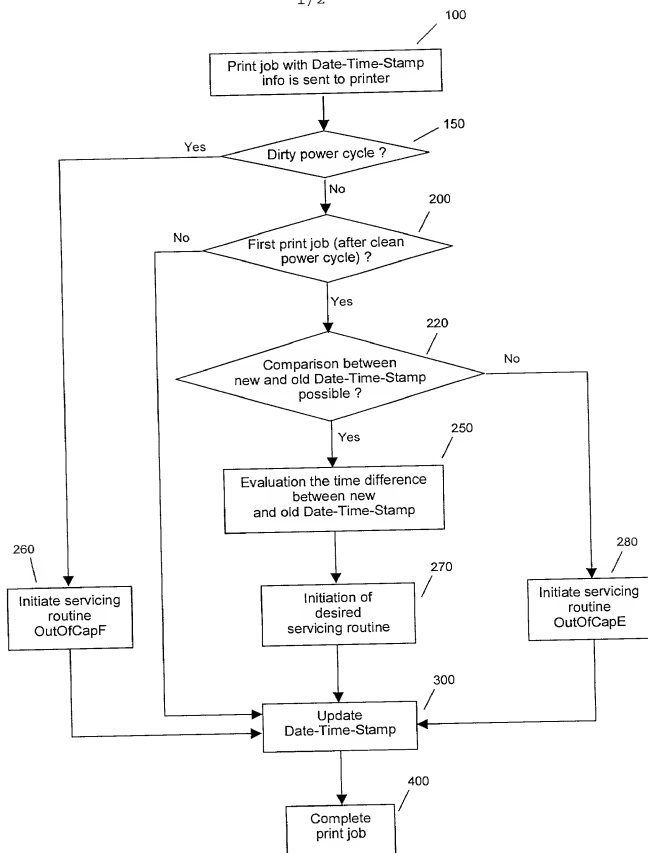 1/2
100
Print job with Date-Time-Stamp
info is sent to printer
150
Yes
Dirty power cycle ?
No
200
No
First print job (after clean
power cycle) ?
Yes
220
Comparison between
new and old Date-Time-Stamp
possible ?
No
Yes
250
Evaluation the time difference
between new
and old Date-Time-Stamp
260
Initiate servicing
routine
OutOfCapF
270
Initiation of
desired
servicing routine
280
Initiate servicing
routine
OutOfCapE
300
Update
Date-Time-Stamp
400
Complete
print job